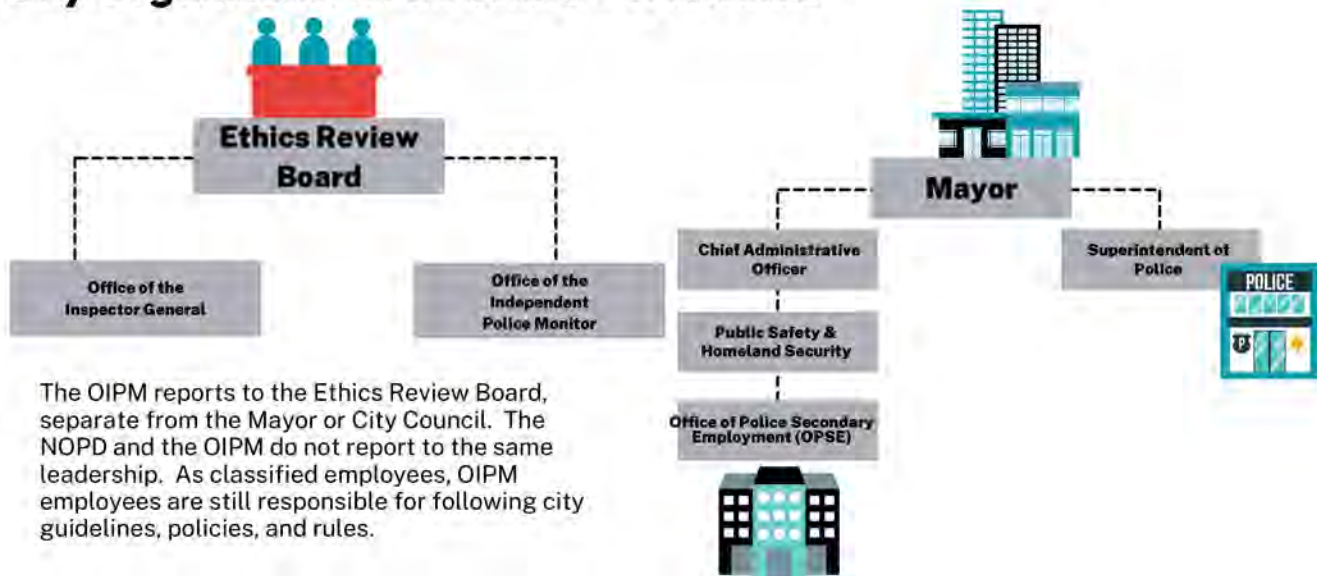 Ethics Review
Board
Office of the
Inspector General
Office of the
Independent
Police Monitor
The OIPM reports to the Ethics Review Board,
separate from the Mayor or City Council. The
NOPD and the OIPM do not report to the same
leadership. As classified employees, OIPM
employees are still responsible for following city
guidelines, policies, and rules.
Mayor
Chief Administrative
Officer
Public Safety &
Homeland Security
Office of Police Secondary
Employment (OPSE)
Superintendent of
Police
POLICE
P